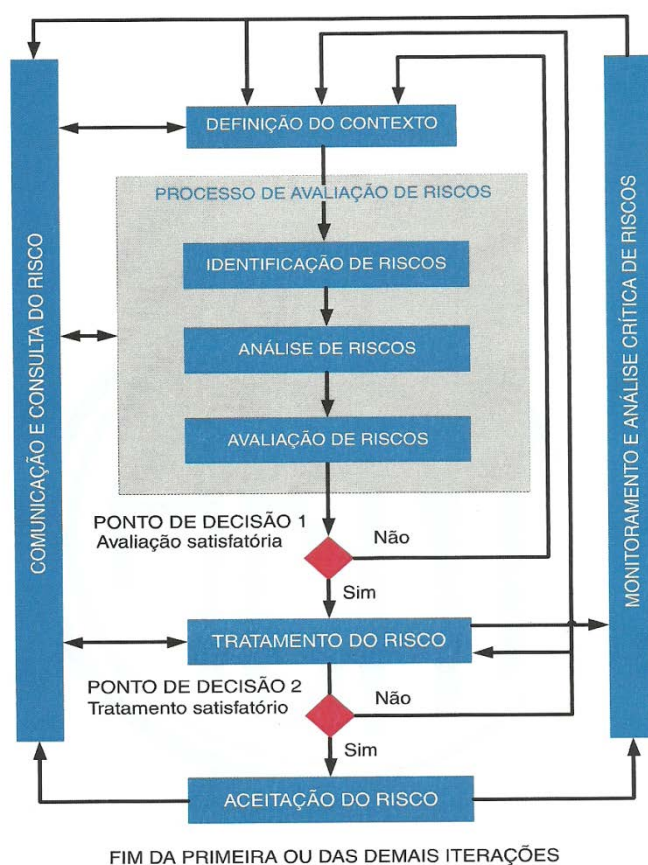 DEFINIÇÃO DO CONTEXTO
PROCESSO DE AVALIAÇÃO DE RISCOS
IDENTIFICAÇÃO DE RISCOS
ANÁLISE DE RISCOS
AVALIAÇÃO DE RISCOS
COMUNICAÇÃO E CONSULTA DO RISCO
MONITORAMENTO E ANÁLISE CRÍTICA DE RISCOS
PONTO DE DECISÃO 1
Avaliação satisfatória
Não
Sim
TRATAMENTO DO RISCO
PONTO DE DECISÃO 2
Tratamento satisfatório
Não
Sim
ACEITAÇÃO DO RISCO
FIM DA PRIMEIRA OU DAS DEMAIS ITERAÇÕES